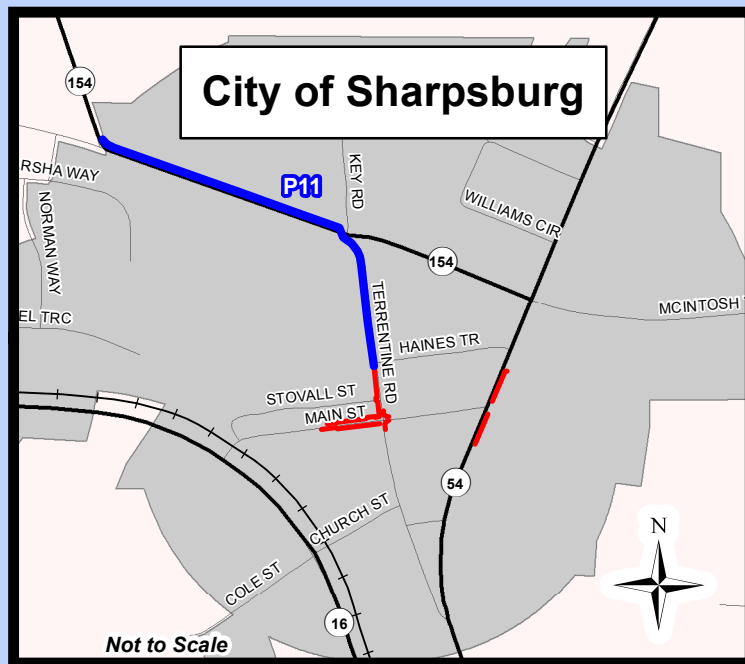 City of Sharpsburg
154
RSHA WAY
NORMAN WAY
P11
KEY RD
WILLIAMS CIR
154
MCINTOSH
EL TRC
TERRENTINE RD
HAINES TR
STOVALL ST
MAIN ST
54
CHURCH ST
COLE ST
16
N
Not to Scale